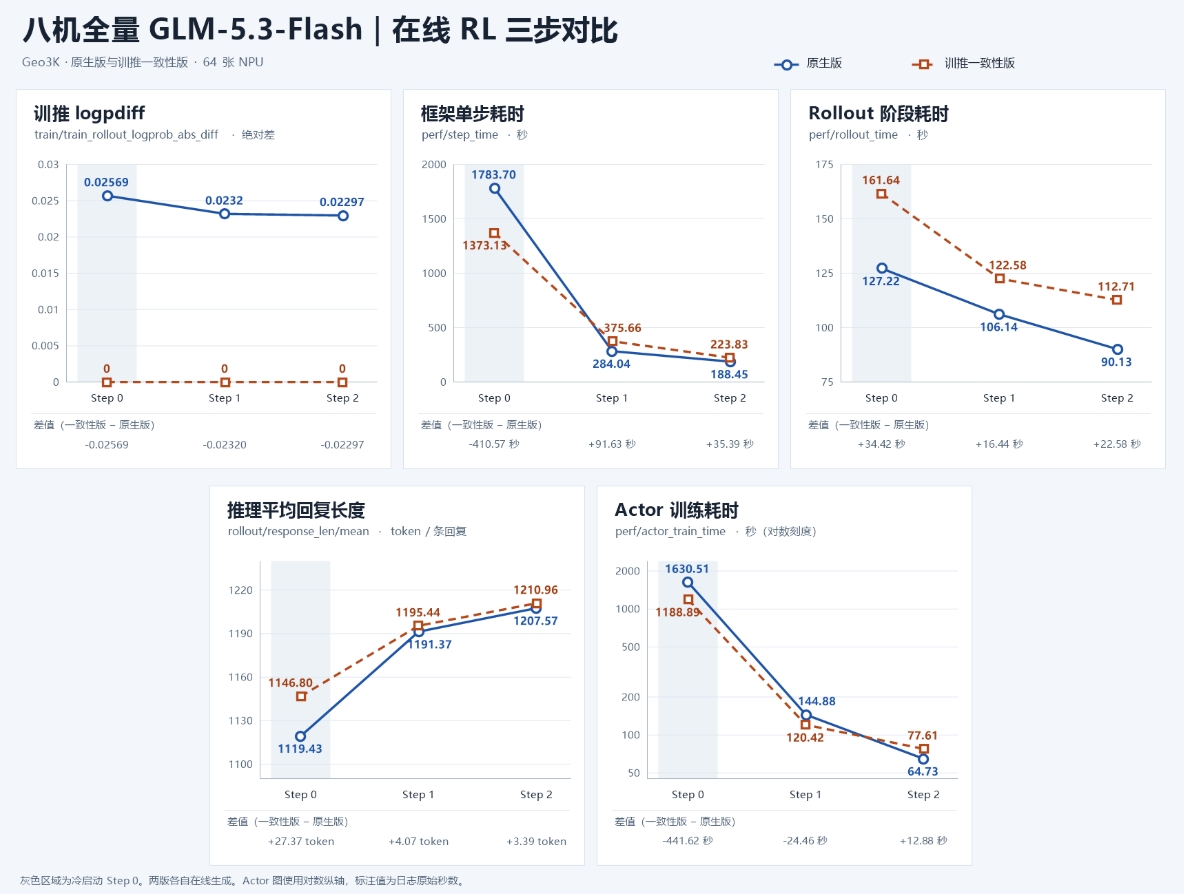 八机全量 GLM-5.3-Flash | 在线 RL 三步对比
Geo3K · 原生版与训推一致性版 · 64 张 NPU
原生版
训推一致性版
训推 logpdiff
train/train_rollout_logprob_abs_diff · 绝对差
0.03
0.025
0.02
0.015
0.01
0.005
0
0.02569
0.0232
0.02297
0
0
0
Step 0
Step 1
Step 2
差值（一致性版 − 原生版）
-0.02569
-0.02320
-0.02297
框架单步耗时
perf/step_time · 秒
2000
1500
1000
500
0
1783.70
1373.13
375.66
284.04
223.83
188.45
Step 0
Step 1
Step 2
差值（一致性版 − 原生版）
-410.57 秒
+91.63 秒
+35.39 秒
Rollout 阶段耗时
perf/rollout_time · 秒
175
150
125
100
75
161.64
127.22
122.58
106.14
112.71
90.13
Step 0
Step 1
Step 2
差值（一致性版 − 原生版）
+34.42 秒
+16.44 秒
+22.58 秒
推理平均回复长度
rollout/response_len/mean · token / 条回复
1220
1190
1160
1130
1100
1146.80
1119.43
1195.44
1191.37
1210.96
1207.57
Step 0
Step 1
Step 2
差值（一致性版 − 原生版）
+27.37 token
+4.07 token
+3.39 token
Actor 训练耗时
perf/actor_train_time · 秒（对数刻度）
2000
1000
500
200
100
50
1630.51
1188.89
144.88
120.42
77.61
64.73
Step 0
Step 1
Step 2
差值（一致性版 − 原生版）
-441.62 秒
-24.46 秒
+12.88 秒
灰色区域为冷启动 Step 0。两版各自在线生成。Actor 图使用对数纵轴，标注值为日志原始秒数。